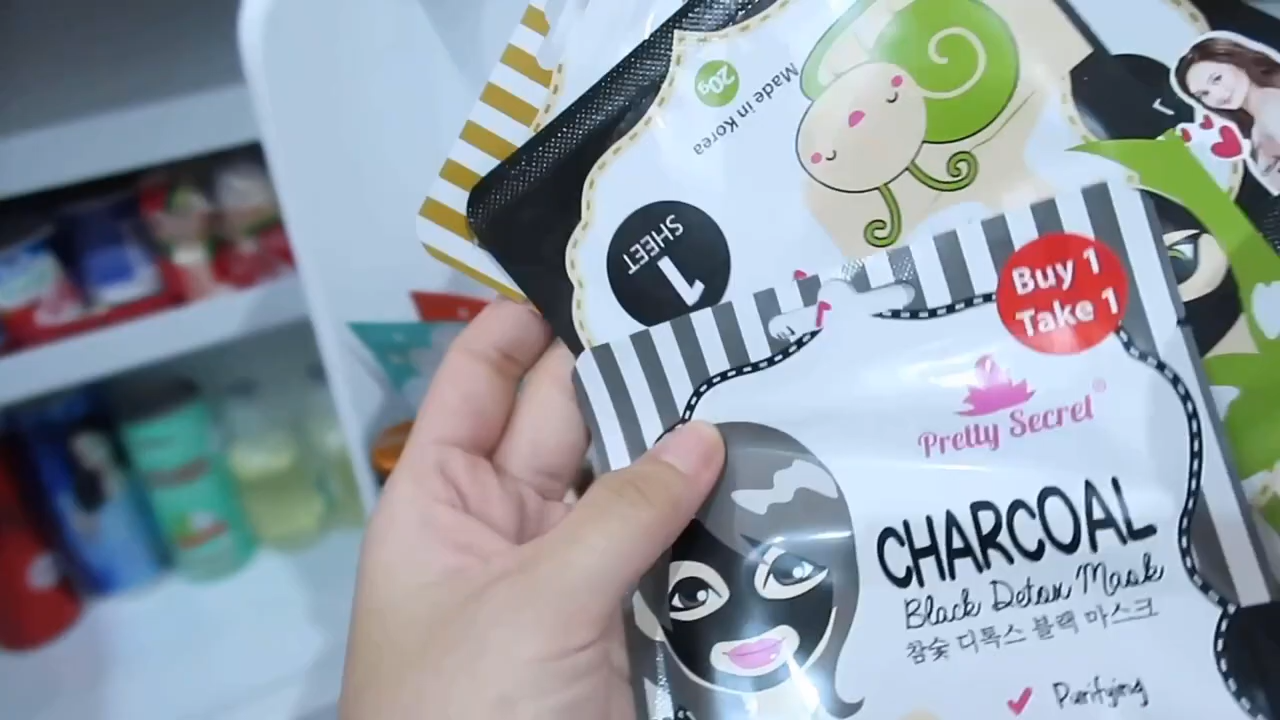 20g
Made in Korea
1
SHEET
Buy 1
Take 1
Pretty Secret®
CHARCOAL
Black Detox Mask
참숯 디톡스 블랙 마스크
✓ Purifying